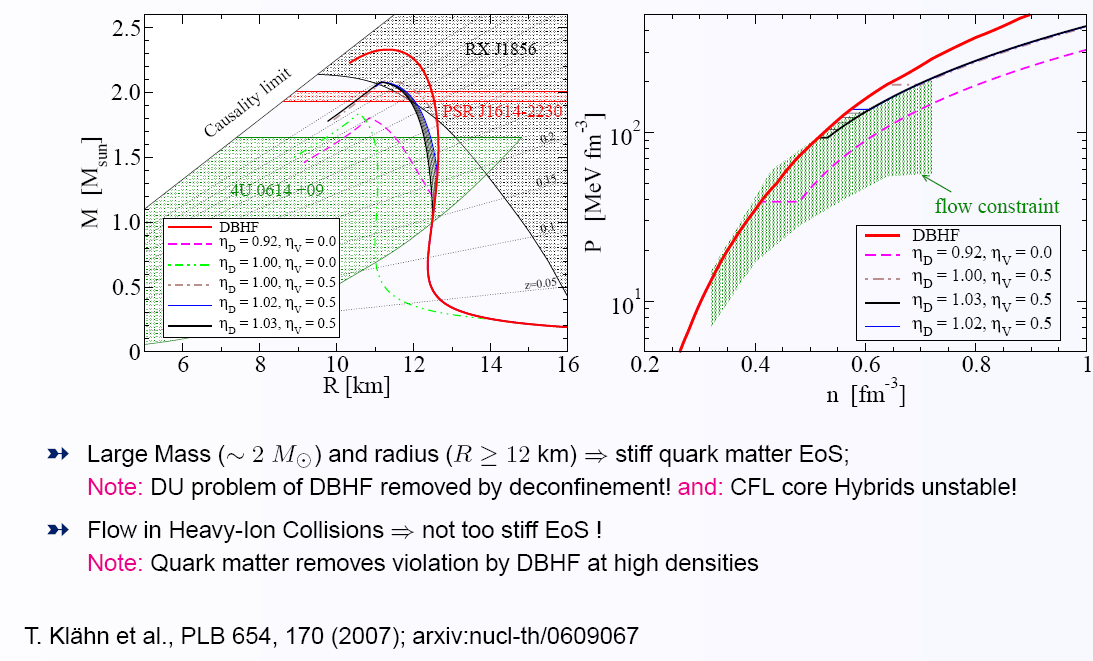 2.5
2.0
1.5
1.0
0.5
0
M [M_sun]
6
8
10
12
14
16
R [km]
Causality limit
RX J1856
PSR J1614-2230
4U 0614 +09
0.2
0.15
0.1
z=0.05
DBHF
η_D = 0.92, η_V = 0.0
η_D = 1.00, η_V = 0.0
η_D = 1.00, η_V = 0.5
η_D = 1.02, η_V = 0.5
η_D = 1.03, η_V = 0.5
10^2
10^1
P [MeV fm^-3]
0.2
0.4
0.6
0.8
1
n [fm^-3]
flow constraint
DBHF
η_D = 0.92, η_V = 0.0
η_D = 1.00, η_V = 0.5
η_D = 1.03, η_V = 0.5
η_D = 1.02, η_V = 0.5
➳ Large Mass (∼ 2 M⊙) and radius (R ≥ 12 km) ⇒ stiff quark matter EoS;
Note: DU problem of DBHF removed by deconfinement! and: CFL core Hybrids unstable!
➳ Flow in Heavy-Ion Collisions ⇒ not too stiff EoS !
Note: Quark matter removes violation by DBHF at high densities
T. Klähn et al., PLB 654, 170 (2007); arxiv:nucl-th/0609067